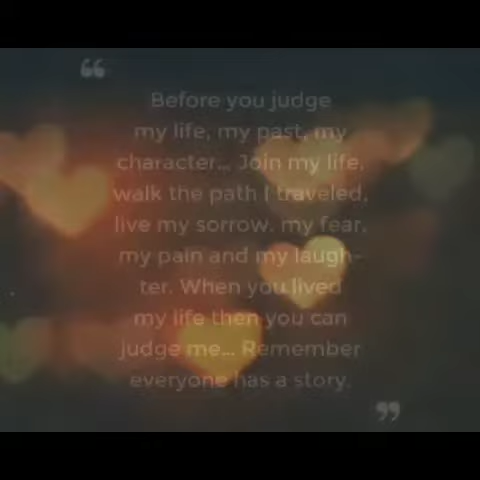 “
Before you judge
my life, my past, my
character... Join my life,
walk the path I traveled,
live my sorrow. my fear.
my pain and my laugh-
ter. When you lived
my life then you can
judge me... Remember
everyone has a story.
”